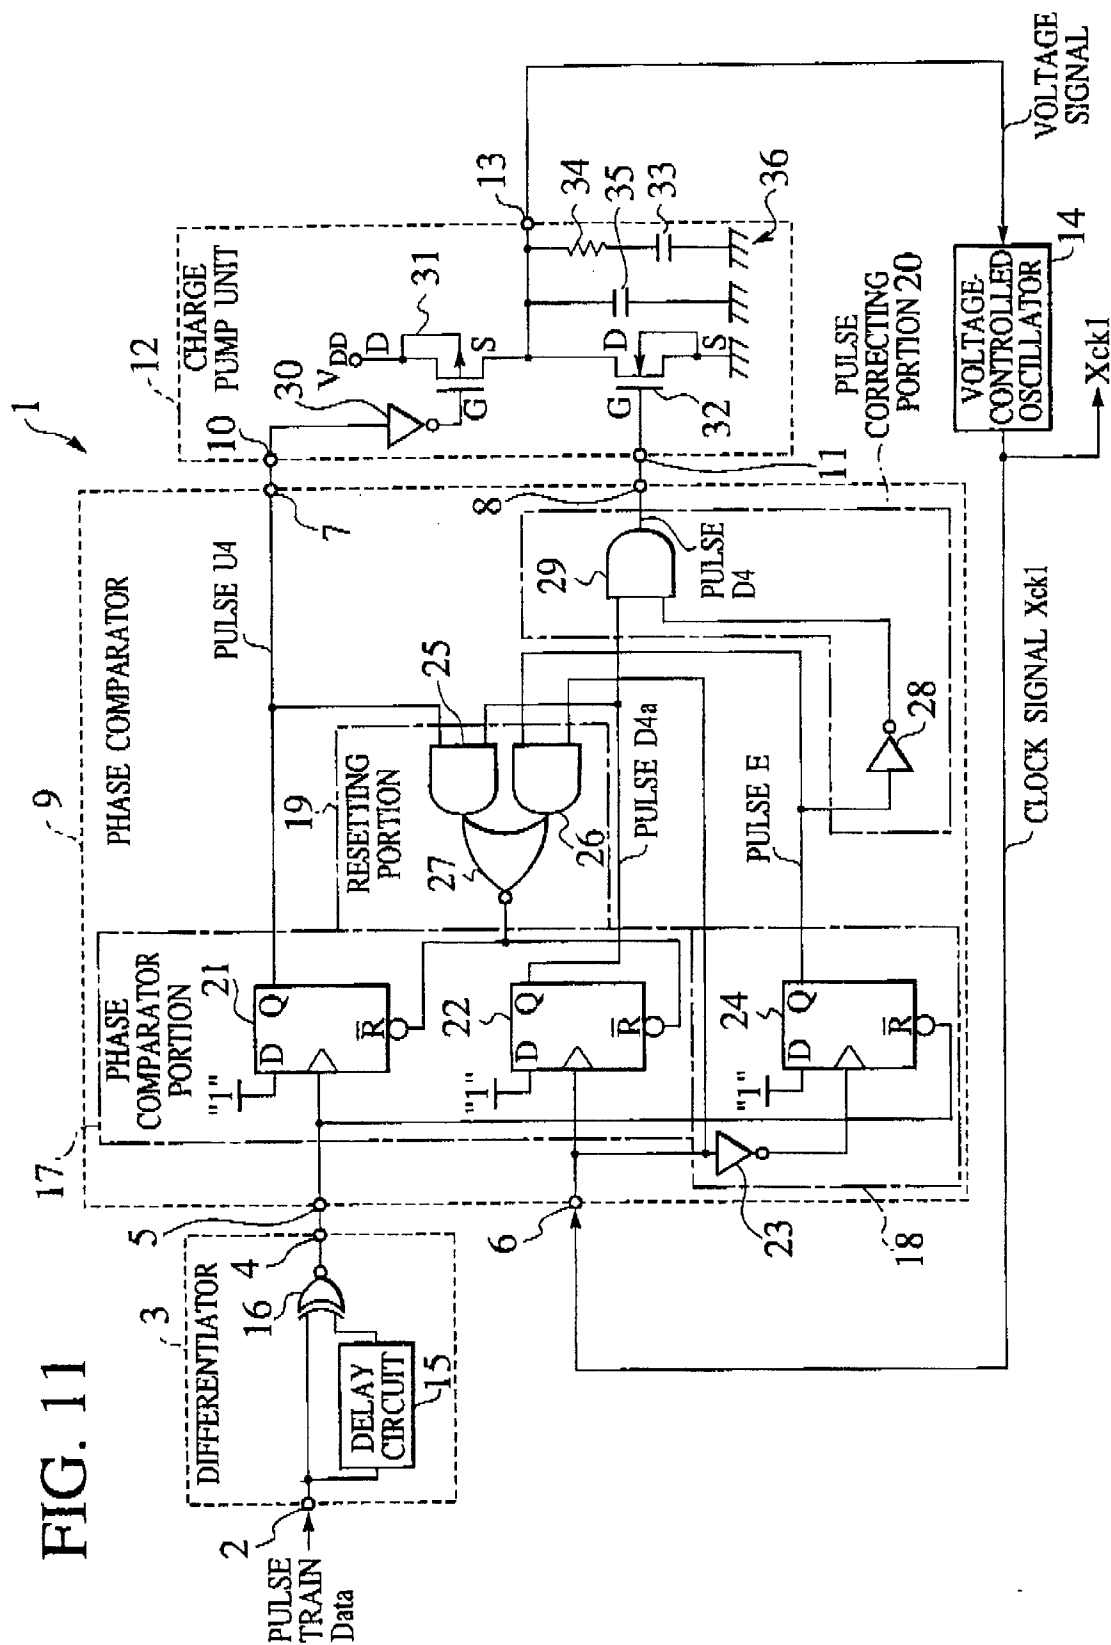 FIG. 11
1
PULSE
TRAIN
Data
2
DIFFERENTIATOR
3
DELAY
CIRCUIT
15
16
4
5
6
PHASE COMPARATOR
9
PHASE
COMPARATOR
PORTION
17
"1"
D
Q
R
21
"1"
D
Q
R
22
"1"
D
Q
R
24
23
18
RESETTING
PORTION
19
27
25
26
PULSE U4
PULSE D4a
PULSE E
28
29
PULSE
D4
PULSE
CORRECTING
PORTION 20
7
8
10
11
CHARGE
PUMP UNIT
12
30
VDD
D
31
G
S
D
G
S
32
13
34
35
33
36
VOLTAGE
SIGNAL
VOLTAGE-
CONTROLLED
OSCILLATOR
14
Xck1
CLOCK SIGNAL Xck1